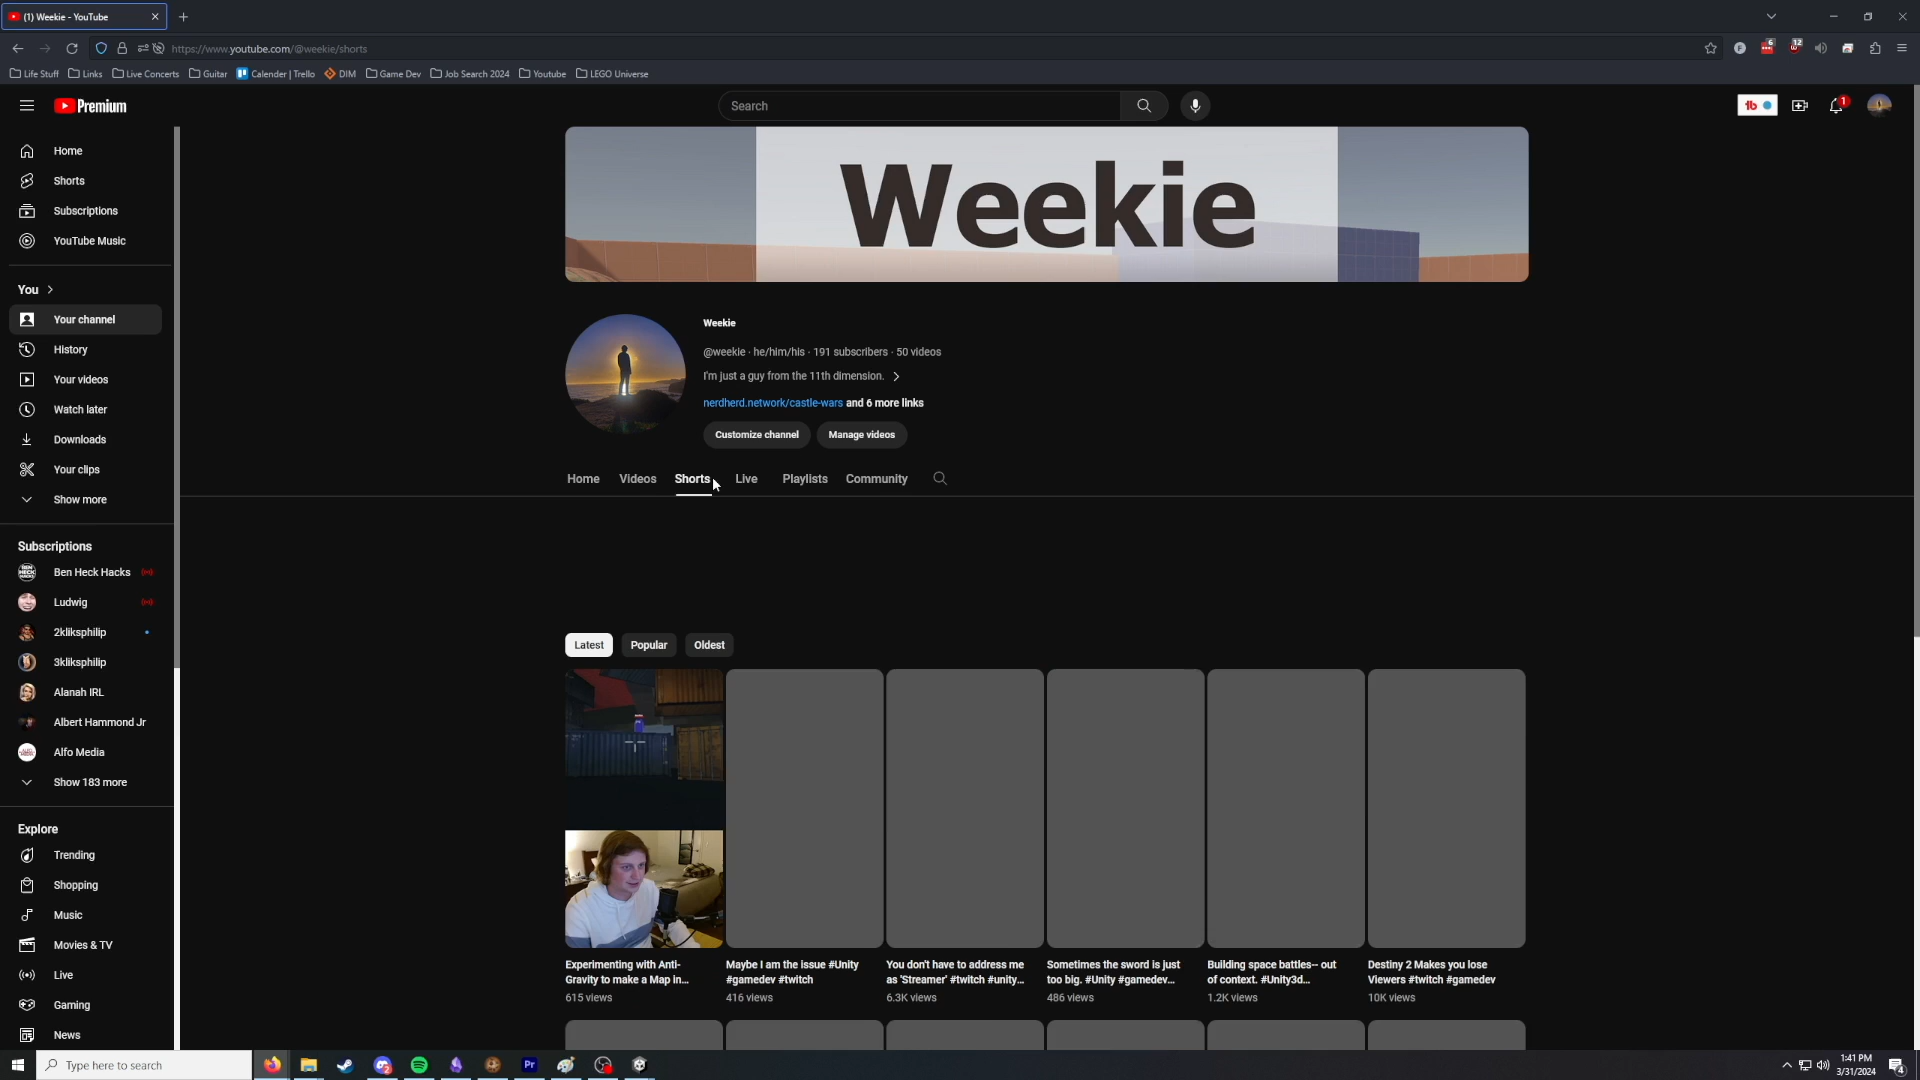 (1) Weekie - YouTube
https://www.youtube.com/@weekie/shorts
6
12
Life Stuff Links Live Concerts Guitar Calender | Trello DIM Game Dev Job Search 2024 Youtube LEGO Universe
Premium
Search
tb
1
Home
Shorts
Subscriptions
YouTube Music
You
Your channel
History
Your videos
Watch later
Downloads
Your clips
Show more
Subscriptions
Ben Heck Hacks
Ludwig
2kliksphilip
3kliksphilip
Alanah IRL
Albert Hammond Jr
Alfo Media
Show 183 more
Explore
Trending
Shopping
Music
Movies & TV
Live
Gaming
News
Weekie
Weekie
@weekie · he/him/his · 191 subscribers · 50 videos
I'm just a guy from the 11th dimension.
nerdherd.network/castle-wars and 6 more links
Customize channel Manage videos
Home Videos Shorts Live Playlists Community
Latest Popular Oldest
Experimenting with Anti-
Gravity to make a Map in...
615 views
Maybe I am the issue #Unity
#gamedev #twitch
416 views
You don't have to address me
as 'Streamer' #twitch #unity...
6.3K views
Sometimes the sword is just
too big. #Unity #gamedev...
486 views
Building space battles-- out
of context. #Unity3d...
1.2K views
Destiny 2 Makes you lose
Viewers #twitch #gamedev
10K views
Type here to search
Pr
1:41 PM
3/31/2024
4